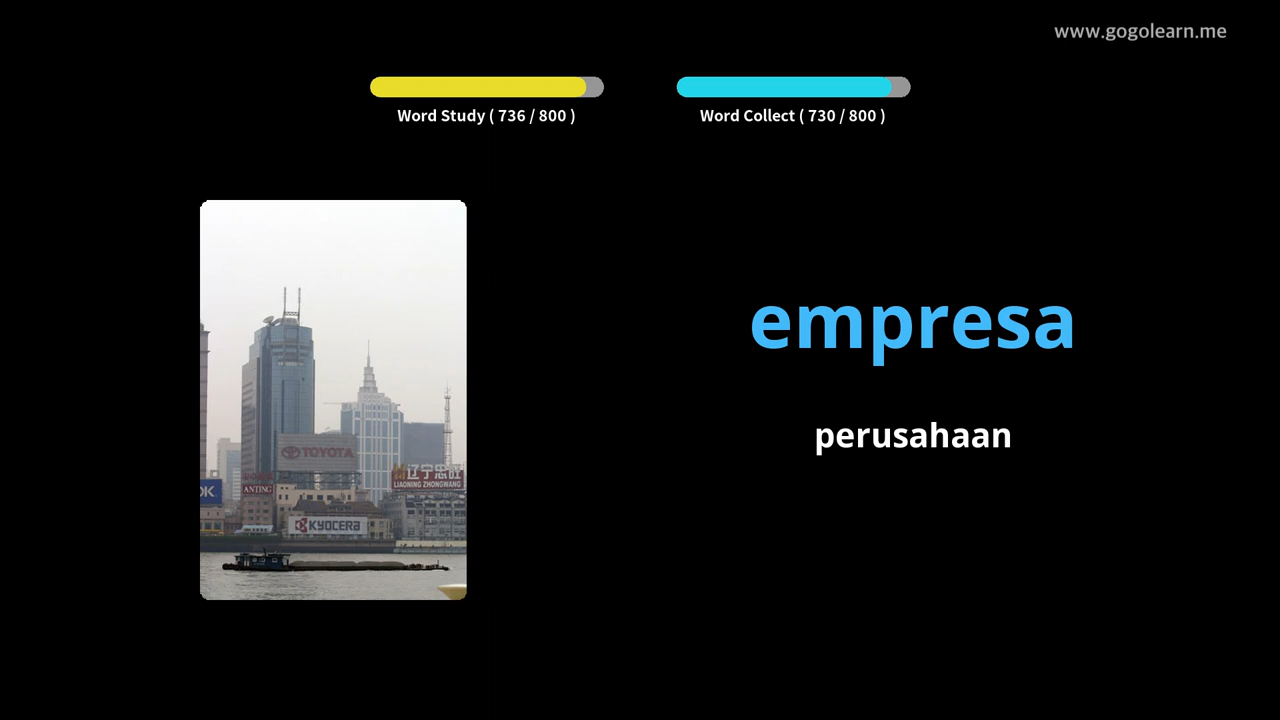 www.gogolearn.me
Word Study ( 736 / 800 )
Word Collect ( 730 / 800 )
empresa
perusahaan
TOYOTA
辽宁忠旺
LIAONING ZHONGWANG
OK
ANTING
KYOCERA